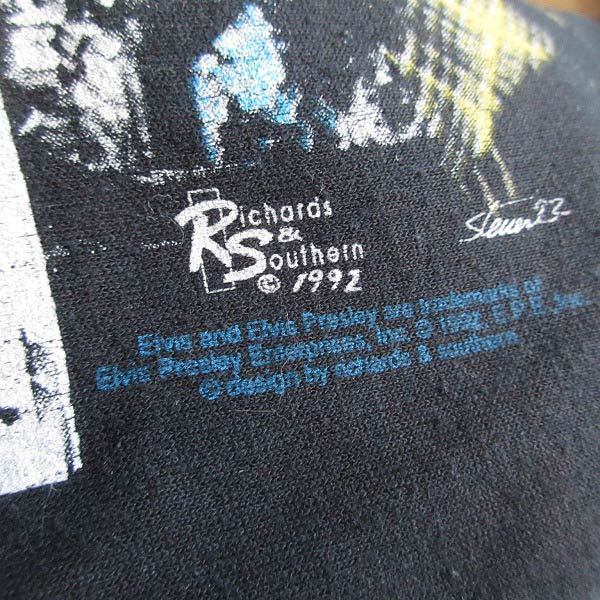 Richards
&
Southern
© 1992
Elvis and Elvis Presley are trademarks of
Elvis Presley Enterprises, Inc. © 1992, E.P.E., Inc.
© design by richards & southern